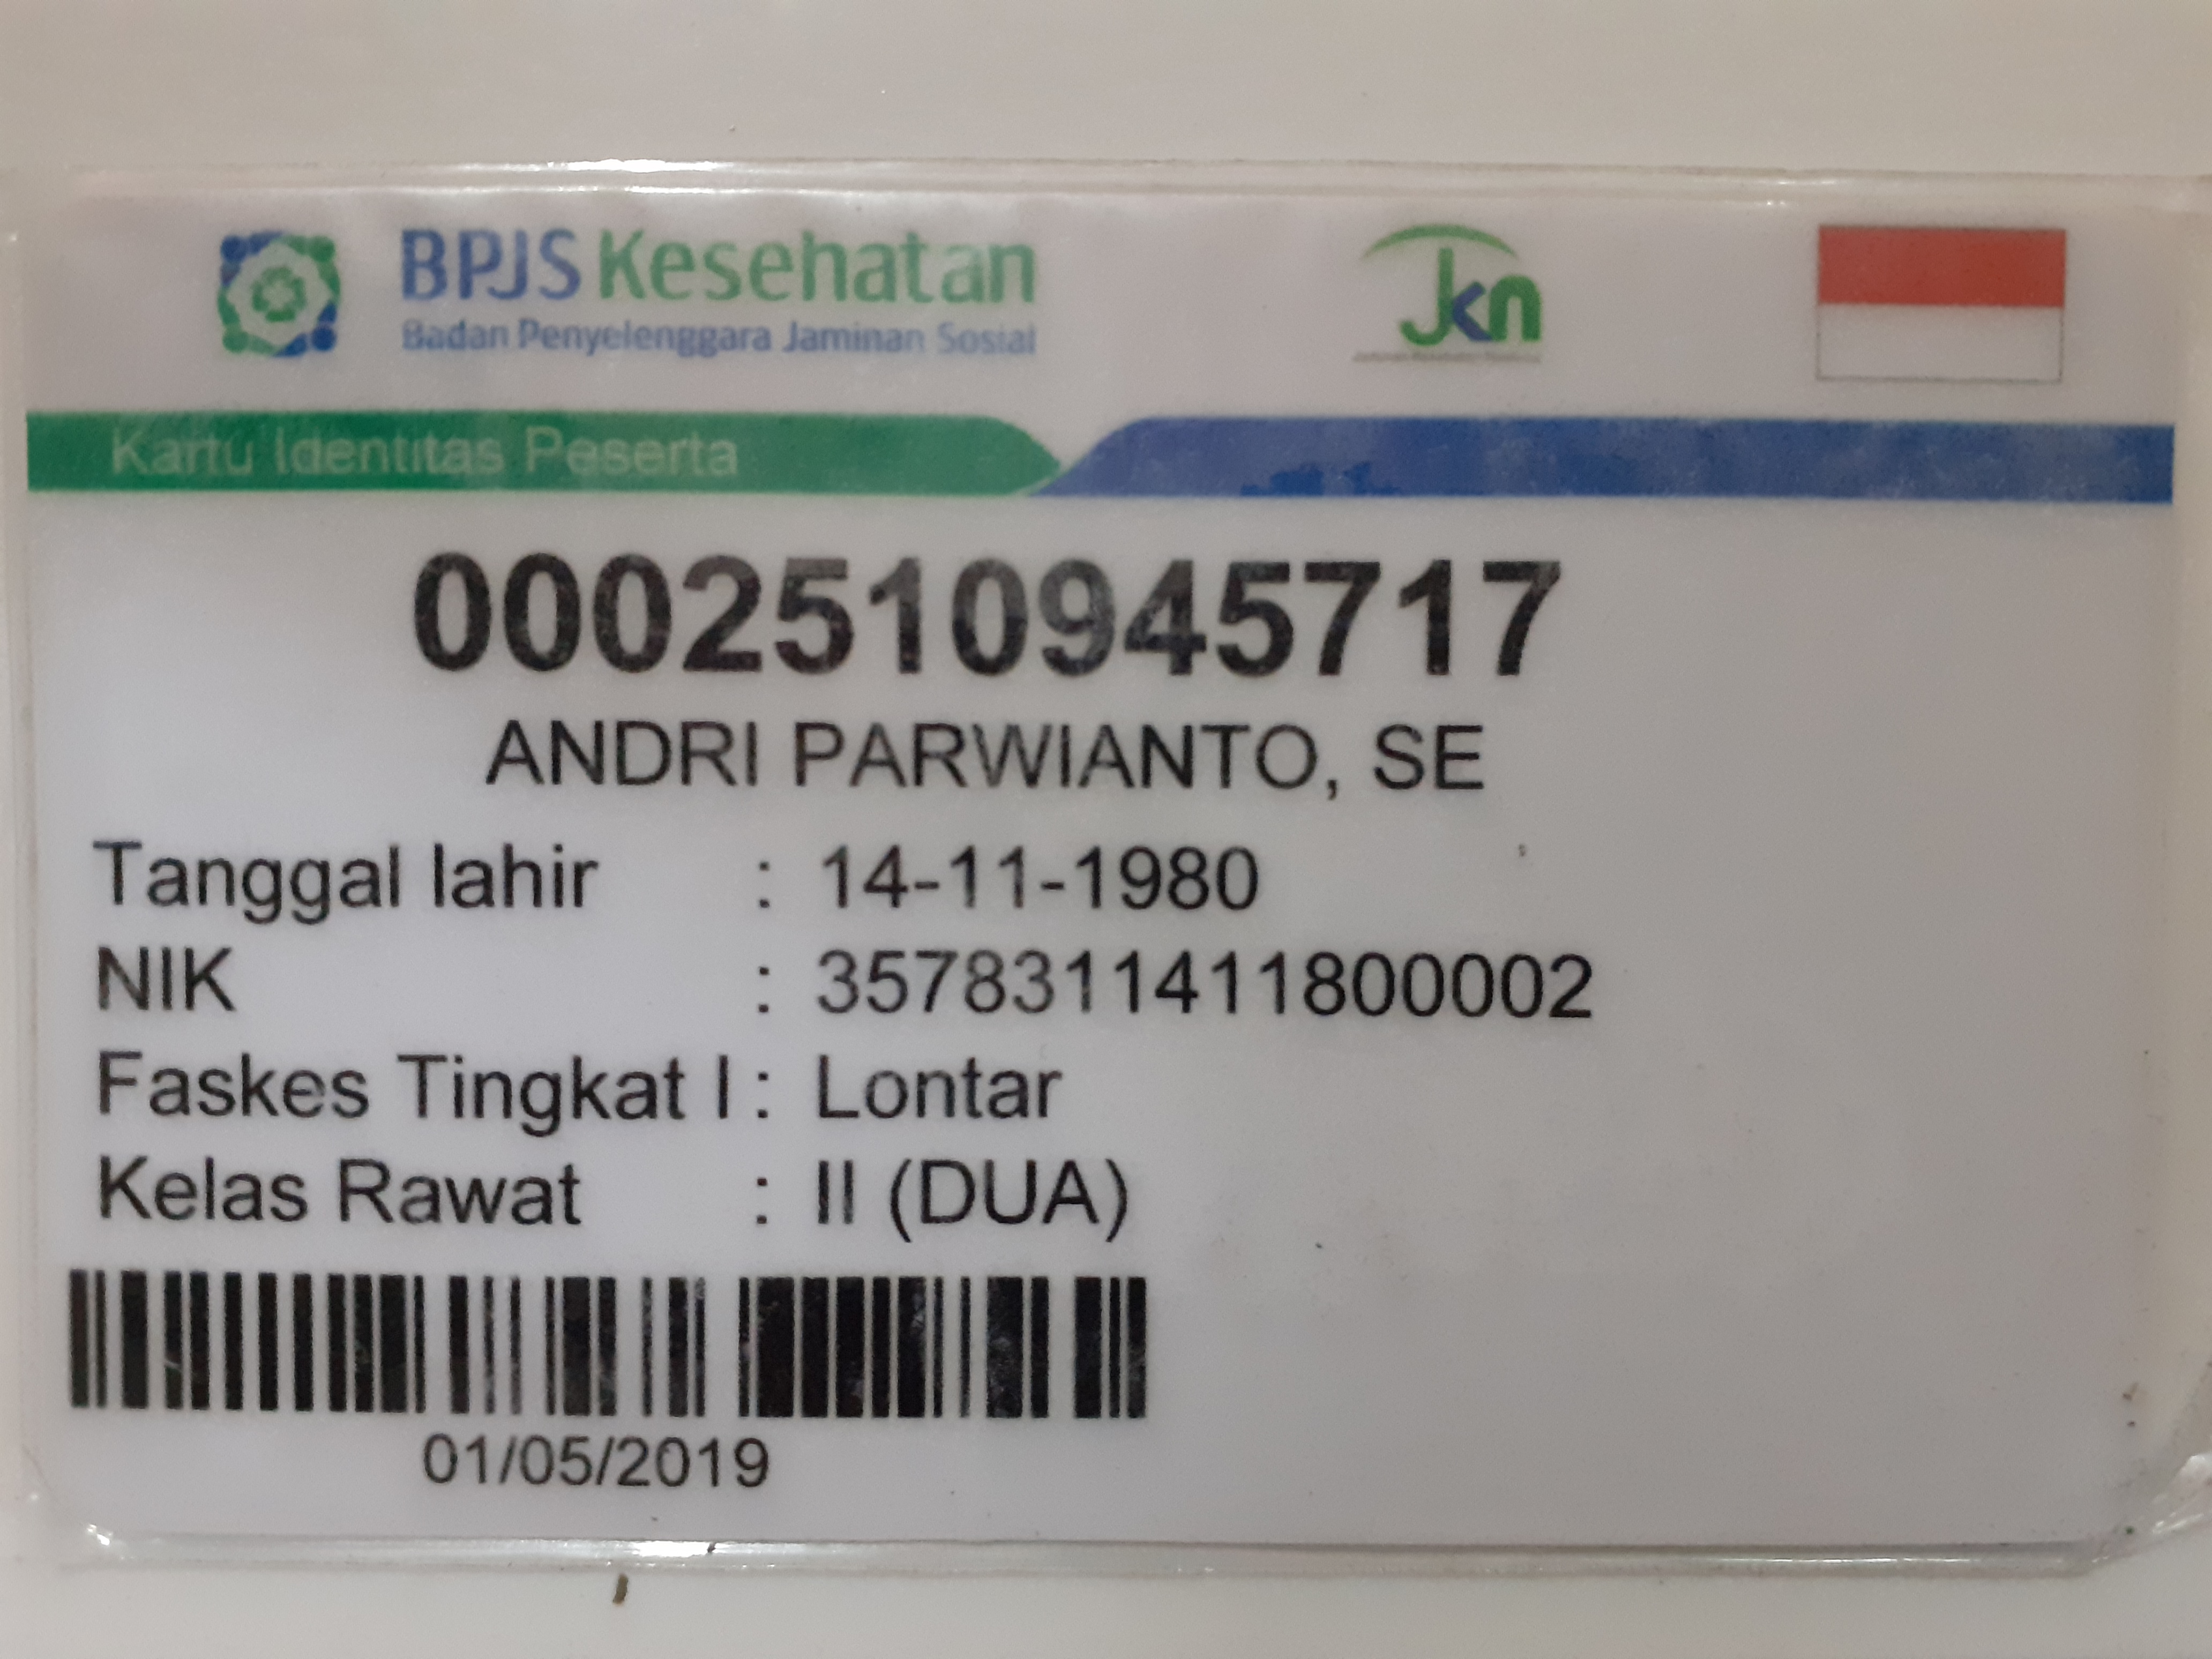 BPJS Kesehatan
Badan Penyelenggara Jaminan Sosial
Jkn
Kartu Identitas Peserta
0002510945717
ANDRI PARWIANTO, SE
Tanggal lahir : 14-11-1980
NIK : 3578311411800002
Faskes Tingkat I : Lontar
Kelas Rawat : II (DUA)
01/05/2019